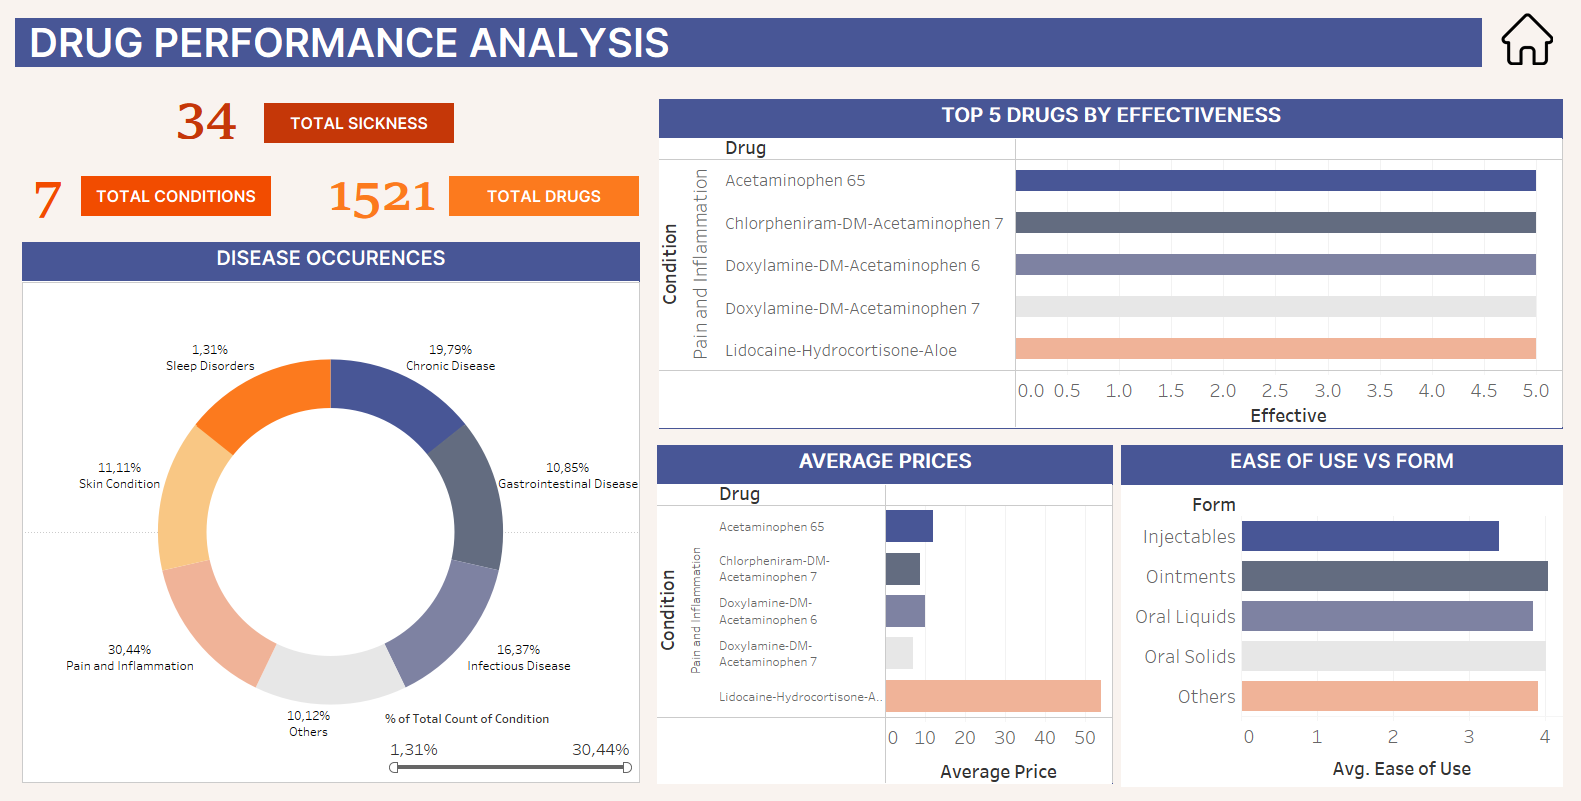 DRUG PERFORMANCE ANALYSIS
34
TOTAL SICKNESS
7
TOTAL CONDITIONS
1521
TOTAL DRUGS
DISEASE OCCURENCES
1,31%
Sleep Disorders
19,79%
Chronic Disease
11,11%
Skin Condition
10,85%
Gastrointestinal Disease
30,44%
Pain and Inflammation
16,37%
Infectious Disease
10,12%
Others
% of Total Count of Condition
1,31%
30,44%
TOP 5 DRUGS BY EFFECTIVENESS
Drug
Condition
Pain and Inflammation
Acetaminophen 65
Chlorpheniram-DM-Acetaminophen 7
Doxylamine-DM-Acetaminophen 6
Doxylamine-DM-Acetaminophen 7
Lidocaine-Hydrocortisone-Aloe
0.0 0.5 1.0 1.5 2.0 2.5 3.0 3.5 4.0 4.5 5.0
Effective
AVERAGE PRICES
Drug
Condition
Pain and Inflammation
Acetaminophen 65
Chlorpheniram-DM-
Acetaminophen 7
Doxylamine-DM-
Acetaminophen 6
Doxylamine-DM-
Acetaminophen 7
Lidocaine-Hydrocortisone-A..
0 10 20 30 40 50
Average Price
EASE OF USE VS FORM
Form
Injectables
Ointments
Oral Liquids
Oral Solids
Others
0 1 2 3 4
Avg. Ease of Use